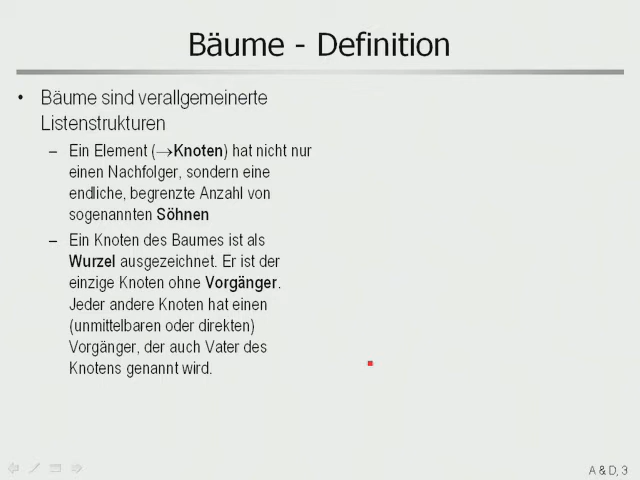 Bäume - Definition
• Bäume sind verallgemeinerte
Listenstrukturen
– Ein Element (→Knoten) hat nicht nur
einen Nachfolger, sondern eine
endliche, begrenzte Anzahl von
sogenannten Söhnen
– Ein Knoten des Baumes ist als
Wurzel ausgezeichnet. Er ist der
einzige Knoten ohne Vorgänger.
Jeder andere Knoten hat einen
(unmittelbaren oder direkten)
Vorgänger, der auch Vater des
Knotens genannt wird.
A & D, 3